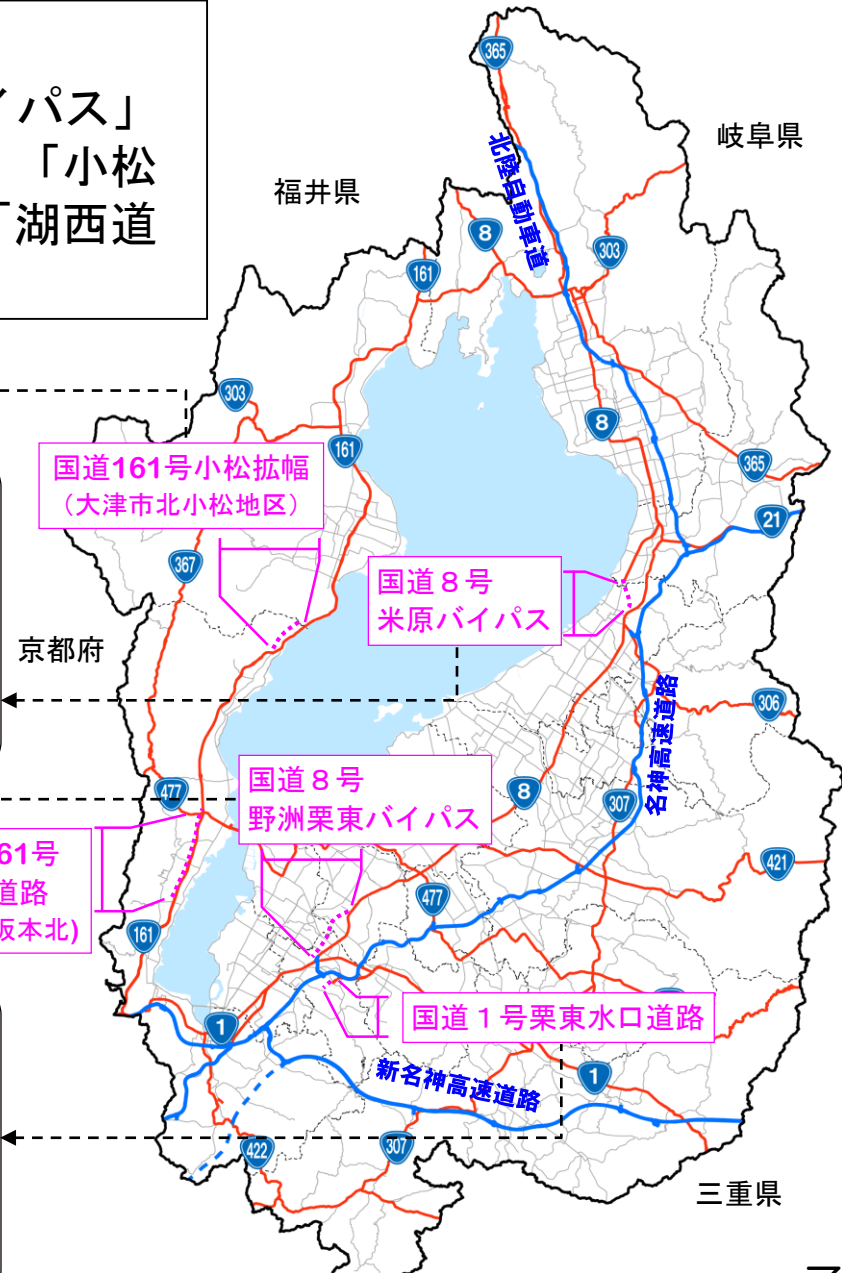 イパス」
「小松
「湖西道
365
岐阜県
福井県
北陸自動車道
8
303
161
303
161
8
国道161号小松拡幅
（大津市北小松地区）
365
21
367
国道８号
米原バイパス
京都府
306
名神高速道路
国道８号
野洲栗東バイパス
477
8
307
61号
道路
坂本北)
421
477
161
国道１号栗東水口道路
1
新名神高速道路
1
422
307
三重県